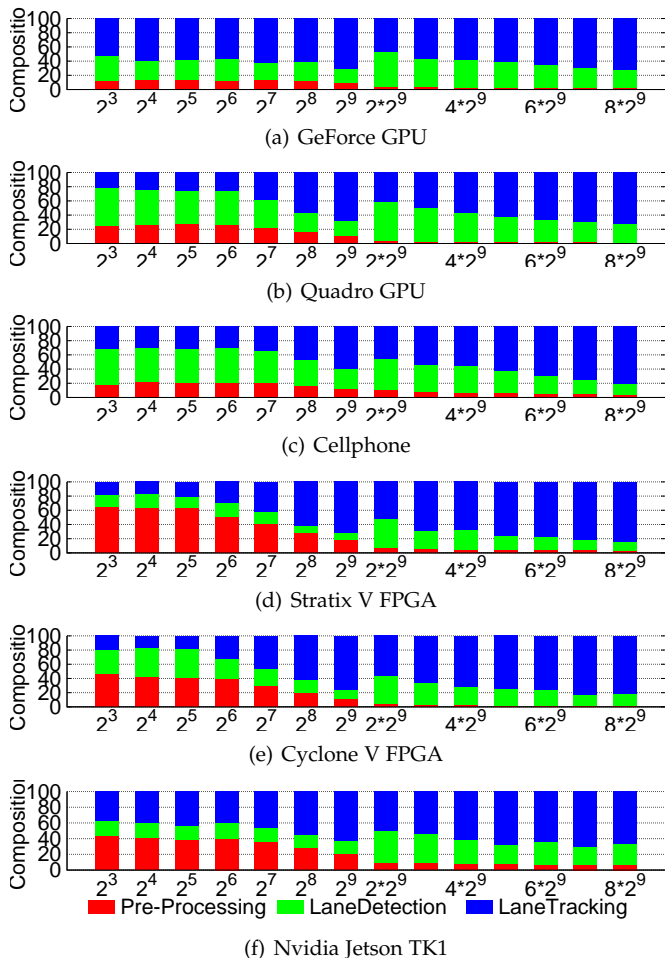 Compositio
100
80
60
40
20
0
2^3 2^4 2^5 2^6 2^7 2^8 2^9 2*2^9 4*2^9 6*2^9 8*2^9
(a) GeForce GPU
Compositio
100
80
60
40
20
0
2^3 2^4 2^5 2^6 2^7 2^8 2^9 2*2^9 4*2^9 6*2^9 8*2^9
(b) Quadro GPU
Compositio
100
80
60
40
20
0
2^3 2^4 2^5 2^6 2^7 2^8 2^9 2*2^9 4*2^9 6*2^9 8*2^9
(c) Cellphone
Compositio
100
80
60
40
20
0
2^3 2^4 2^5 2^6 2^7 2^8 2^9 2*2^9 4*2^9 6*2^9 8*2^9
(d) Stratix V FPGA
Compositio
100
80
60
40
20
0
2^3 2^4 2^5 2^6 2^7 2^8 2^9 2*2^9 4*2^9 6*2^9 8*2^9
(e) Cyclone V FPGA
Compositio
100
80
60
40
20
0
2^3 2^4 2^5 2^6 2^7 2^8 2^9 2*2^9 4*2^9 6*2^9 8*2^9
Pre-Processing LaneDetection LaneTracking
(f) Nvidia Jetson TK1